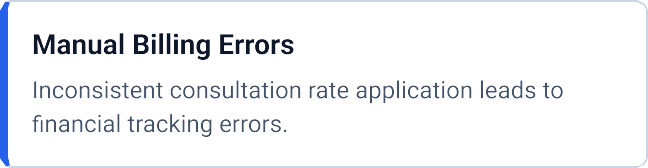 Manual Billing Errors
Inconsistent consultation rate application leads to
financial tracking errors.